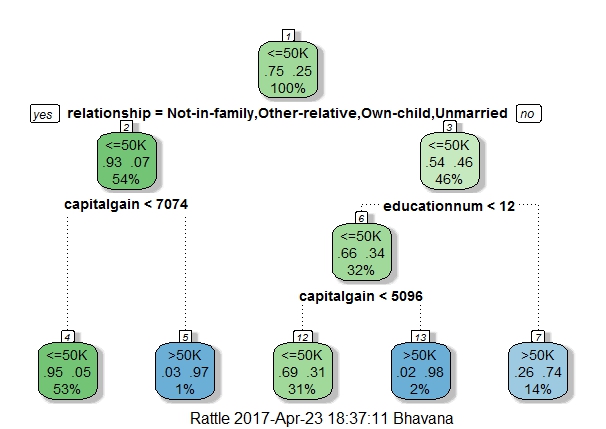 1
<=50K
.75 .25
100%
yes relationship = Not-in-family,Other-relative,Own-child,Unmarried no
2 3
<=50K <=50K
.93 .07 .54 .46
54% 46%
capitalgain < 7074 educationnum < 12
6
<=50K
.66 .34
32%
capitalgain < 5096
4 5 12 13 7
<=50K >50K <=50K >50K >50K
.95 .05 .03 .97 .69 .31 .02 .98 .26 .74
53% 1% 31% 2% 14%
Rattle 2017-Apr-23 18:37:11 Bhavana